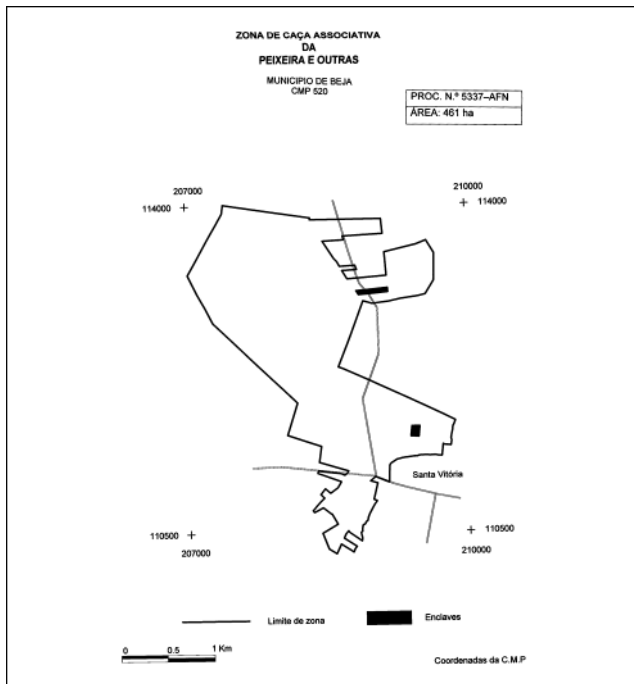 ZONA DE CAÇA ASSOCIATIVA
DA
PEIXEIRA E OUTRAS
MUNICIPIO DE BEJA
CMP 520
PROC. N.º 5337–AFN
ÁREA: 461 ha
207000
114000
210000
114000
Santa Vitória
110500
207000
110500
210000
Limite de zona
Enclaves
0 0.5 1 Km
Coordenadas da C.M.P